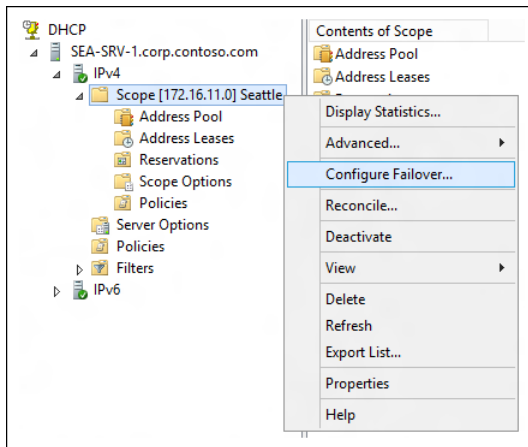 DHCP
SEA-SRV-1.corp.contoso.com
IPv4
Scope [172.16.11.0] Seattle
Address Pool
Address Leases
Reservations
Scope Options
Policies
Server Options
Policies
Filters
IPv6
Contents of Scope
Address Pool
Address Leases
Display Statistics...
Advanced...
Configure Failover...
Reconcile...
Deactivate
View
Delete
Refresh
Export List...
Properties
Help